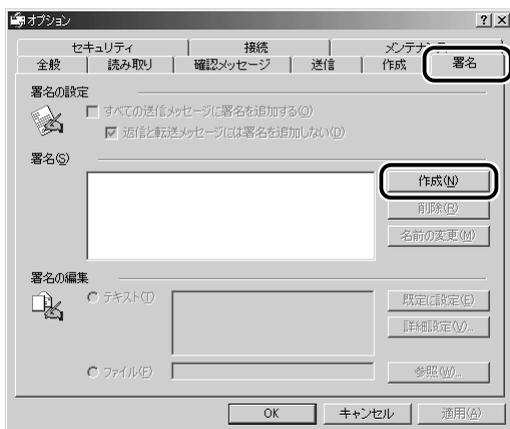 オプション
セキュリティ 接続
全般 読み取り 確認メッセージ 送信 作成 署名
署名の設定
すべての送信メッセージに署名を追加する(O)
返信と転送メッセージには署名を追加しない(D)
署名(S)
作成(N)
削除(R)
名前の変更(M)
署名の編集
テキスト(T)
既定に設定(E)
詳細設定(V)...
ファイル(F)
参照(W)...
OK キャンセル 適用(A)